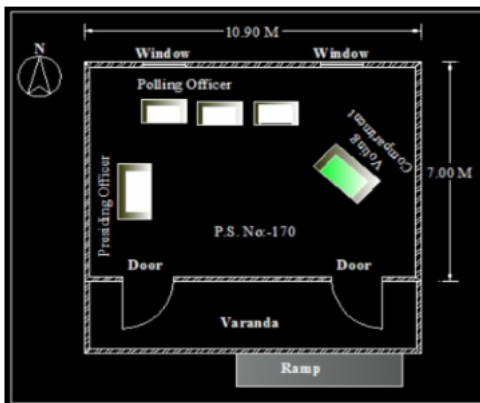 10.90 M
N
Window
Window
Polling Officer
Voting
Compartment
7.00 M
Presiding Officer
P.S. No:-170
Door
Door
Varanda
Ramp